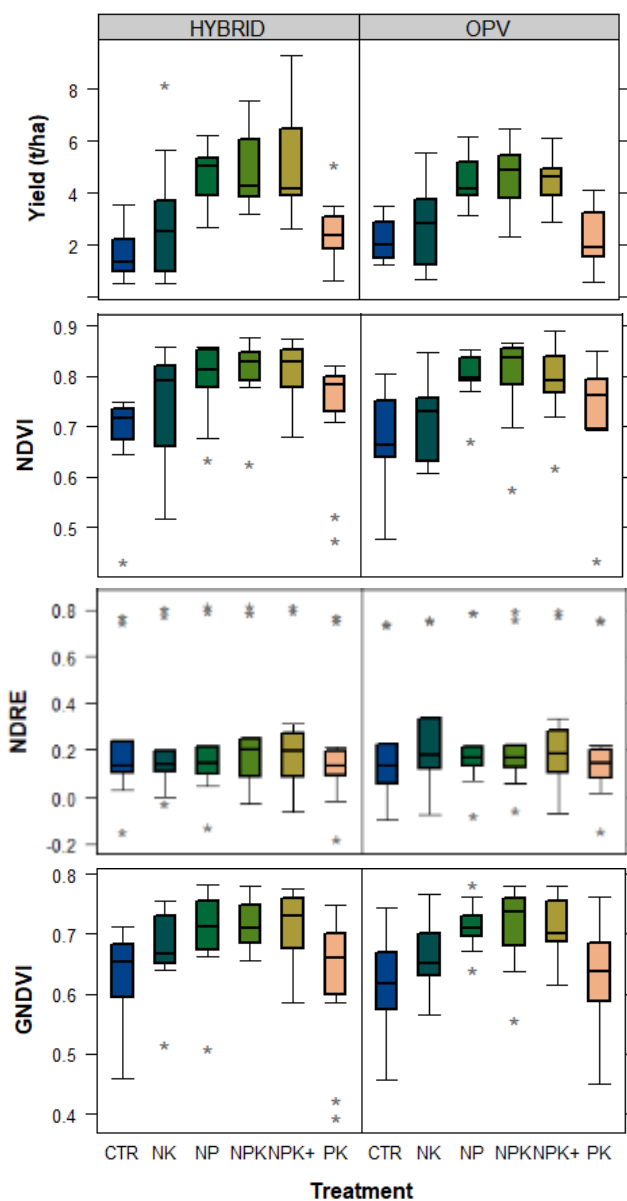 HYBRID OPV
Yield (t/ha)
8
6
4
2
NDVI
0.9
0.8
0.7
0.6
0.5
NDRE
0.8
0.6
0.4
0.2
0.0
-0.2
GNDVI
0.8
0.7
0.6
0.5
0.4
CTR NK NP NPK NPK+ PK CTR NK NP NPK NPK+ PK
Treatment